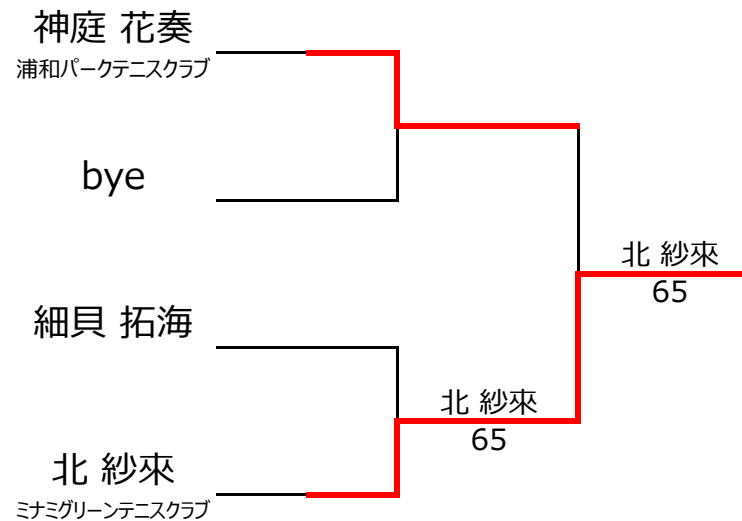 神庭 花奏
浦和パークテニスクラブ
bye
北 紗來
65
細貝 拓海
北 紗來
65
北 紗來
ミナミグリーンテニスクラブ